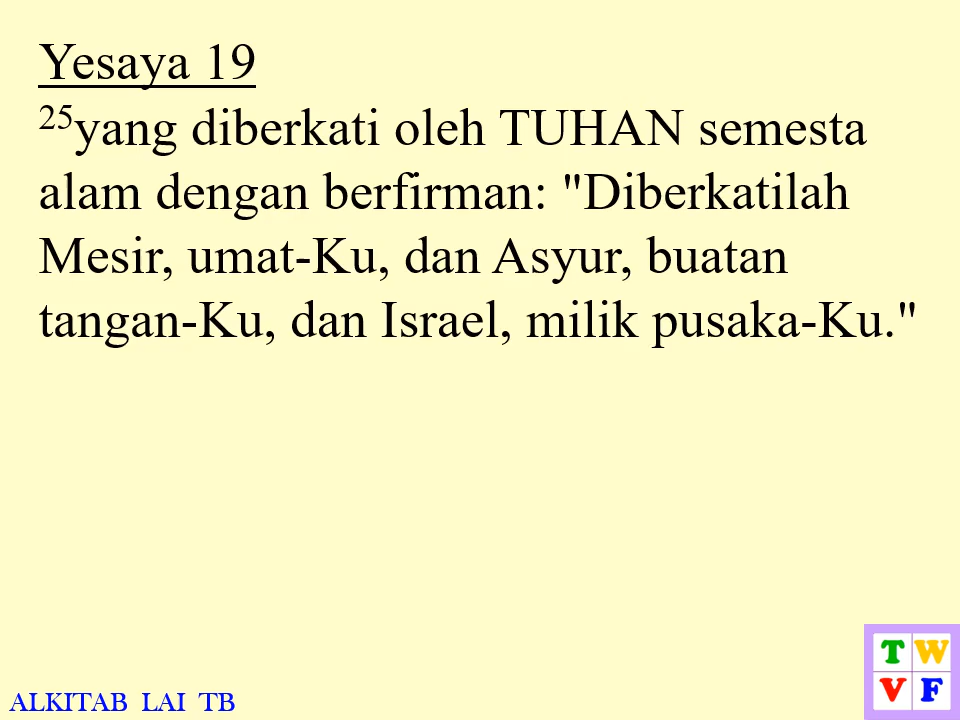 Yesaya 19
25yang diberkati oleh TUHAN semesta
alam dengan berfirman: "Diberkatilah
Mesir, umat-Ku, dan Asyur, buatan
tangan-Ku, dan Israel, milik pusaka-Ku."
T W
V F
ALKITAB LAI TB